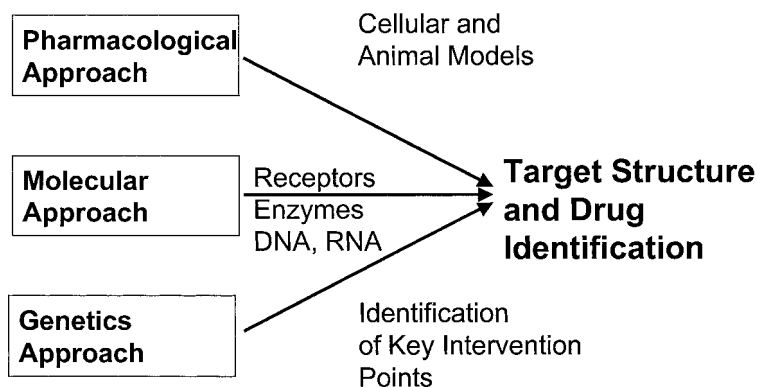 Pharmacological
Approach
Cellular and
Animal Models
Molecular
Approach
Receptors
Enzymes
DNA, RNA
Target Structure
and Drug
Identification
Genetics
Approach
Identification
of Key Intervention
Points